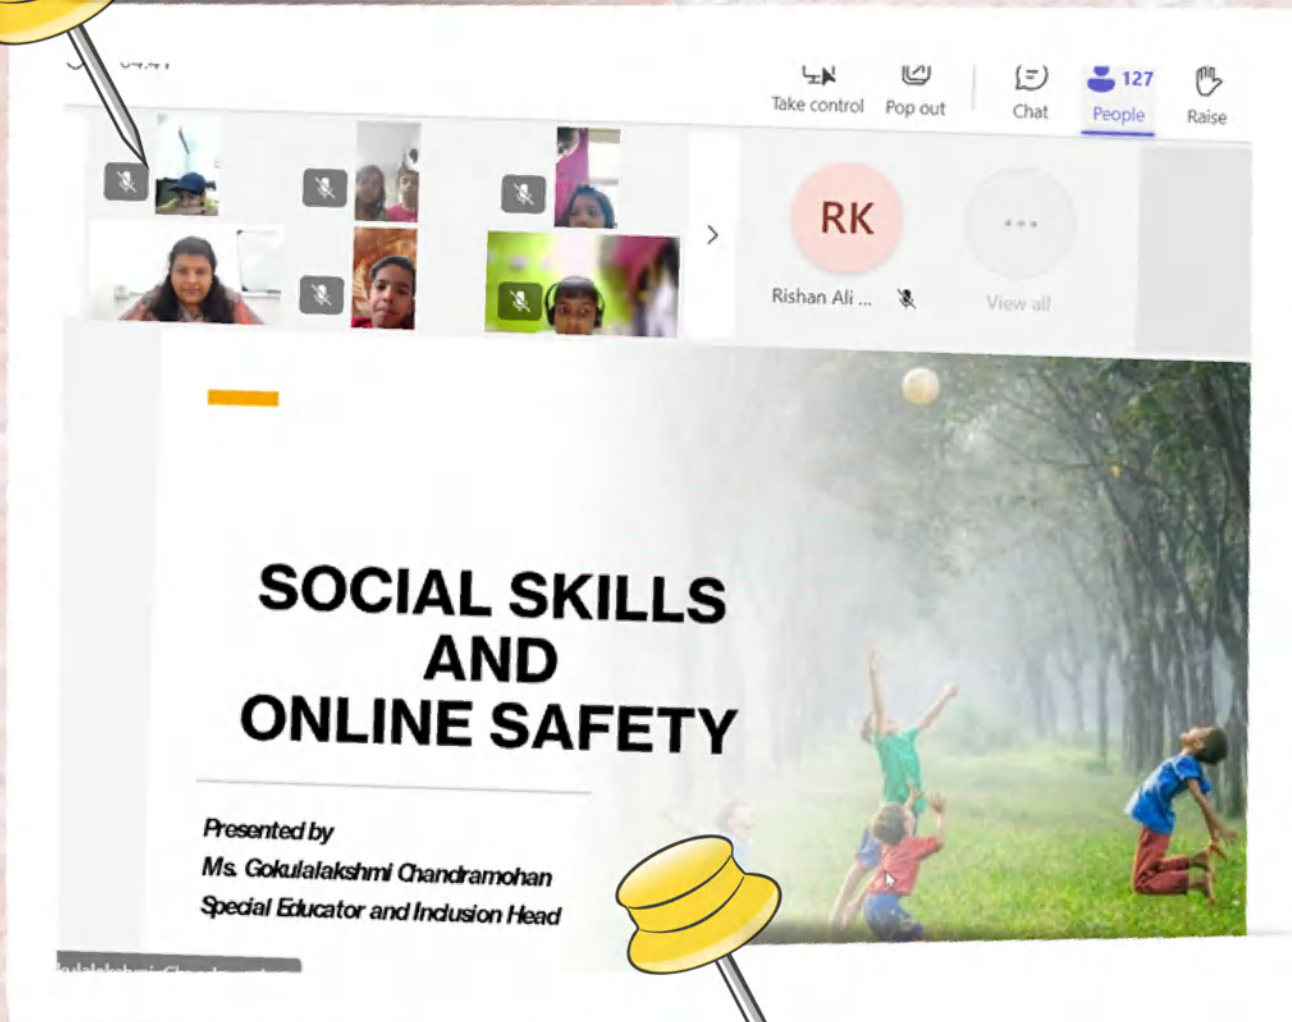 Take control
Pop out
Chat
127
People
Raise
RK
Rishan Ali ...
View all
SOCIAL SKILLS
AND
ONLINE SAFETY
Presented by
Ms. Gokulalakshmi Chandramohan
Special Educator and Inclusion Head